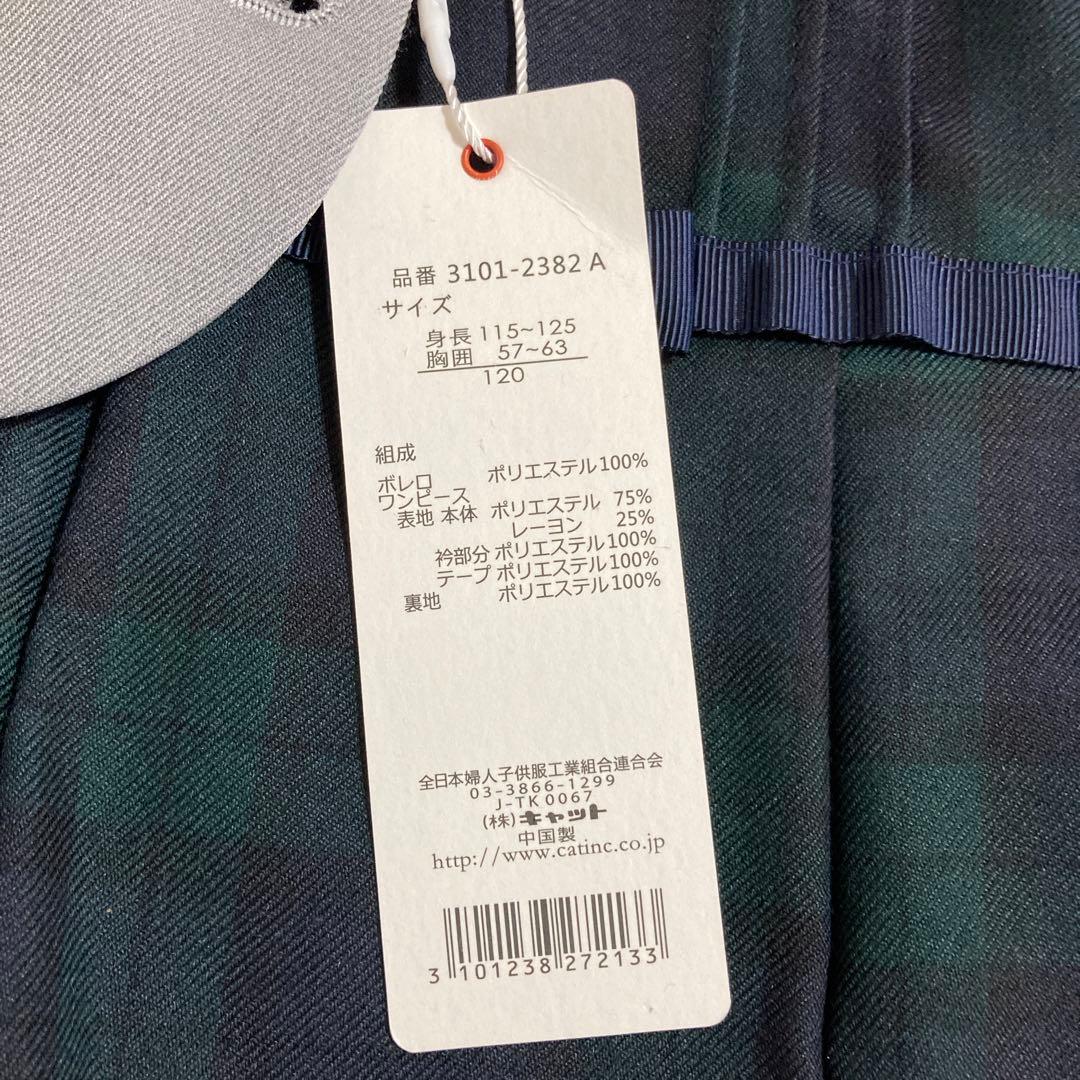 品番 3101-2382 A
サイズ
身長 115~125
胸囲 57~63
120
組成
ボレロ ポリエステル100%
ワンピース
表地 本体 ポリエステル 75%
レーヨン 25%
衿部分 ポリエステル100%
テープ ポリエステル100%
裏地 ポリエステル100%
全日本婦人子供服工業組合連合会
03-3866-1299
J-TK0067
(株)キャット
中国製
http://www.catinc.co.jp
3 101238 272133